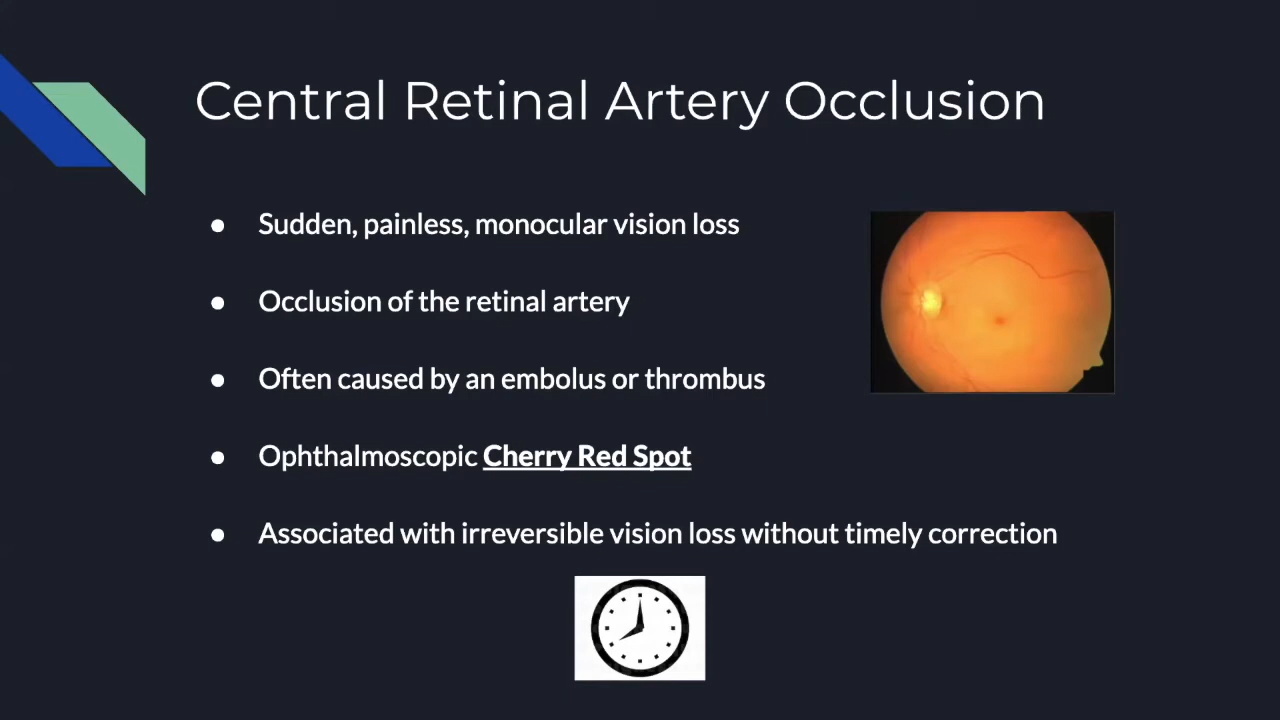 Central Retinal Artery Occlusion
● Sudden, painless, monocular vision loss
● Occlusion of the retinal artery
● Often caused by an embolus or thrombus
● Ophthalmoscopic Cherry Red Spot
● Associated with irreversible vision loss without timely correction